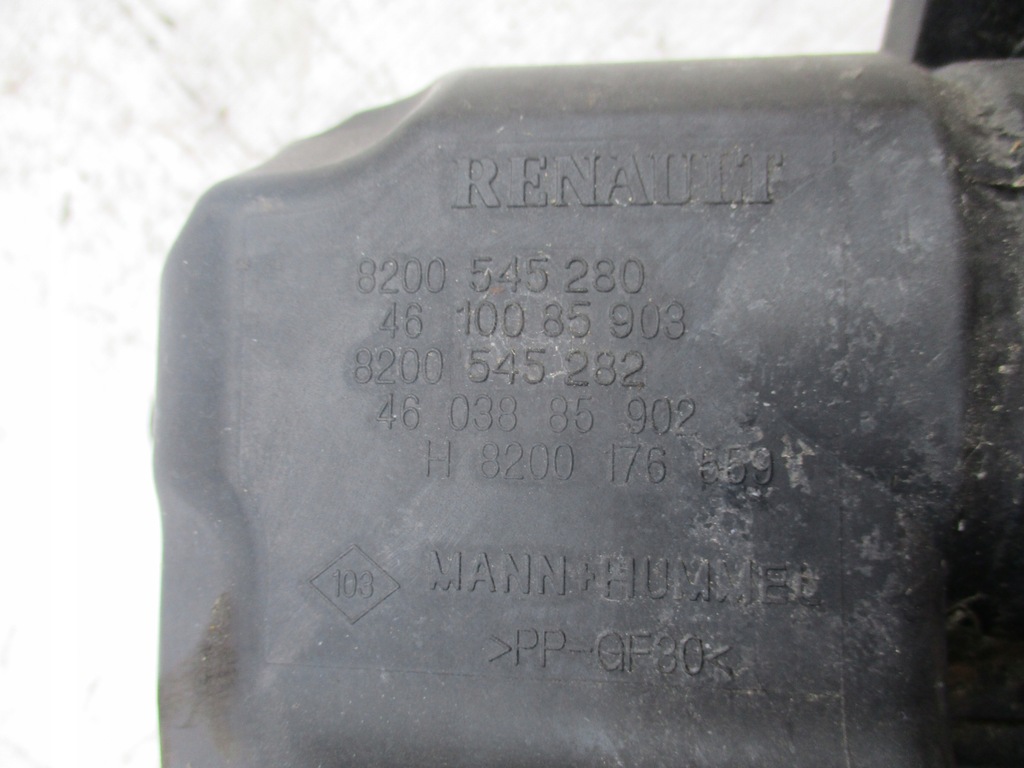 RENAULT
8200 545 280
46 100 85 903
8200 545 282
46 038 85 902
H 8200 176 559
103 MANN+HUMMEL
>PP-GF30<